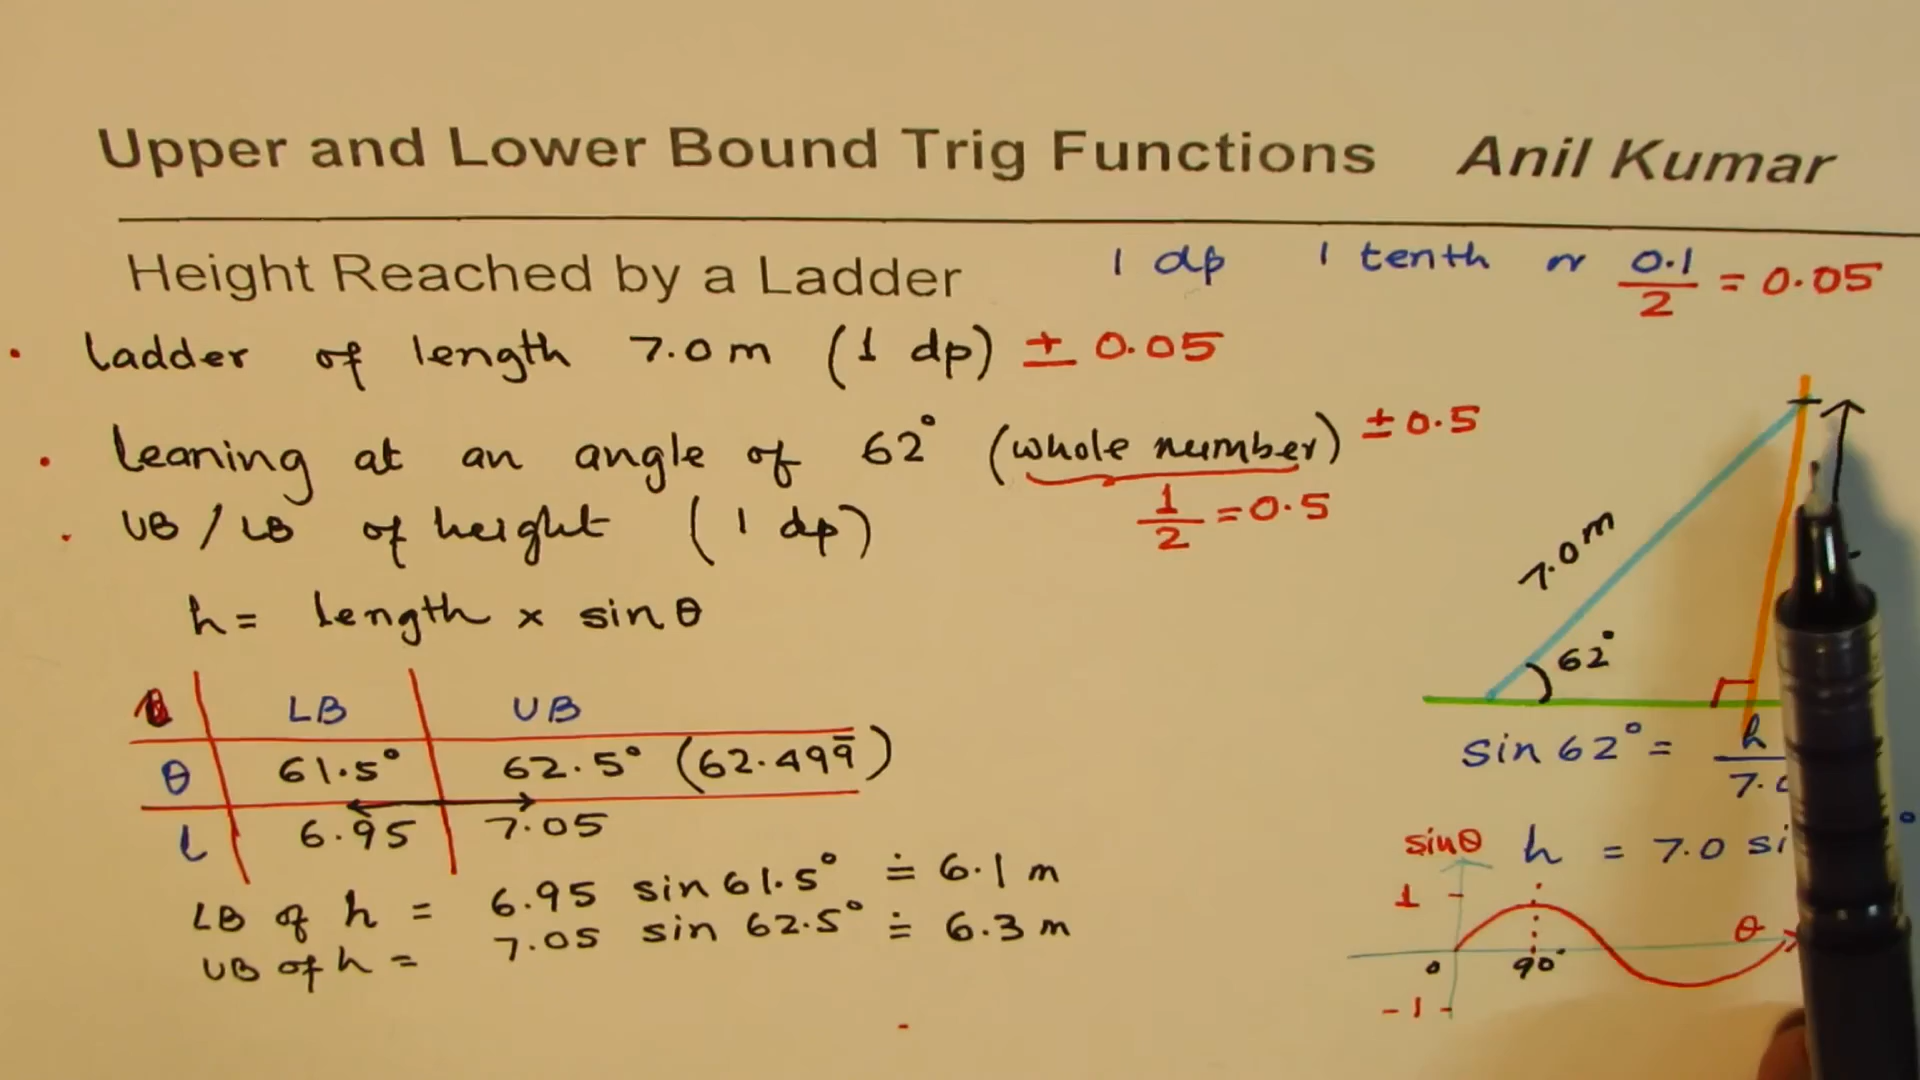 Upper and Lower Bound Trig Functions Anil Kumar
Height Reached by a Ladder
1 dp 1 tenth or 0.1/2 = 0.05
Ladder of length 7.0 m (1 dp) ± 0.05
Leaning at an angle of 62° (whole number) ± 0.5
1/2 = 0.5
UB / LB of height (1 dp)
h = length × sin θ
LB UB
θ 61.5° 62.5° (62.499̄)
l 6.95 7.05
LB of h = 6.95 sin 61.5° ≐ 6.1 m
UB of h = 7.05 sin 62.5° ≐ 6.3 m
7.0 m
62°
sin 62° = h
7.
h = 7.0 si
sin θ
1
θ
0 90°
-1